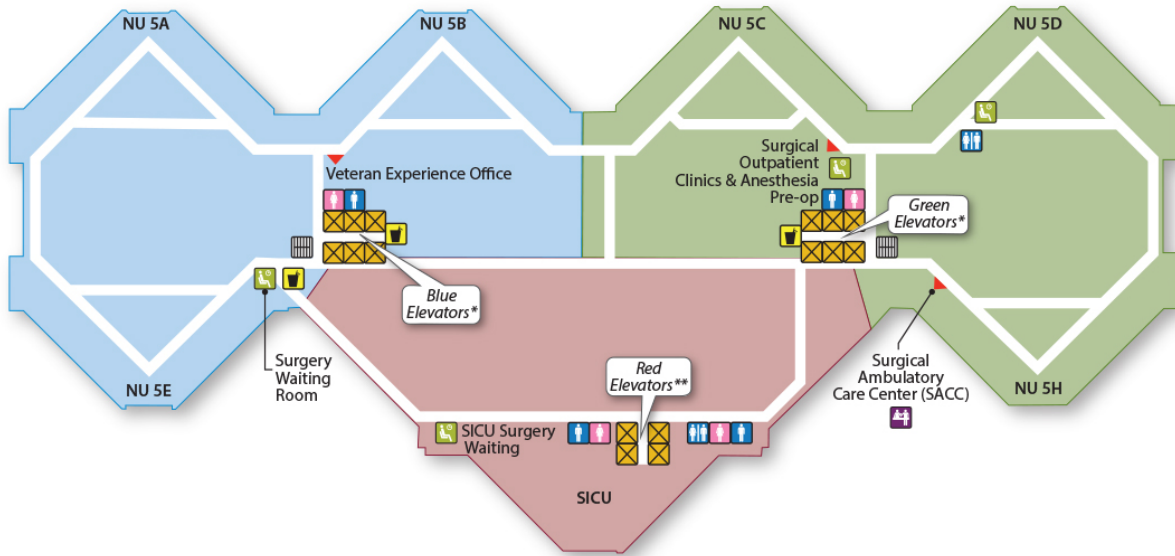 NU 5A
NU 5B
NU 5C
NU 5D
Veteran Experience Office
Surgical
Outpatient
Clinics & Anesthesia
Pre-op
Green
Elevators*
Blue
Elevators*
Surgery
Waiting
Room
NU 5E
Red
Elevators**
Surgical
Ambulatory
Care Center (SACC)
NU 5H
SICU Surgery
Waiting
SICU